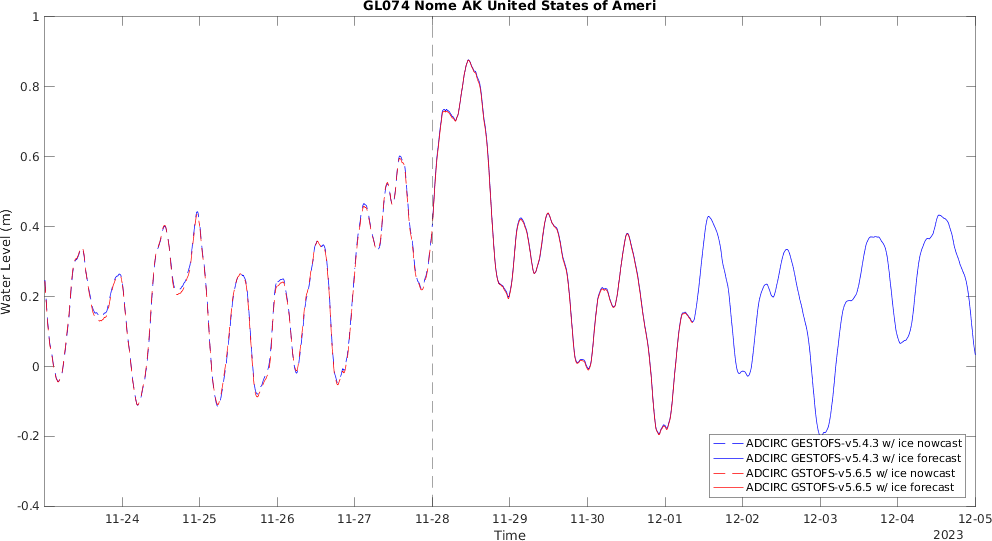 GL074 Nome AK United States of Ameri
1
0.8
0.6
0.4
0.2
0
-0.2
-0.4
Water Level (m)
ADCIRC GESTOFS-v5.4.3 w/ ice nowcast
ADCIRC GESTOFS-v5.4.3 w/ ice forecast
ADCIRC GSTOFS-v5.6.5 w/ ice nowcast
ADCIRC GSTOFS-v5.6.5 w/ ice forecast
11-24 11-25 11-26 11-27 11-28 11-29 11-30 12-01 12-02 12-03 12-04 12-05
Time
2023